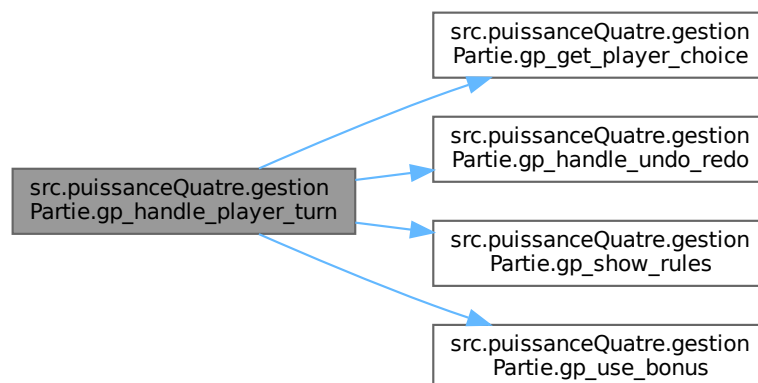 src.puissanceQuatre.gestion
Partie.gp_get_player_choice
src.puissanceQuatre.gestion
Partie.gp_handle_undo_redo
src.puissanceQuatre.gestion
Partie.gp_handle_player_turn
src.puissanceQuatre.gestion
Partie.gp_show_rules
src.puissanceQuatre.gestion
Partie.gp_use_bonus